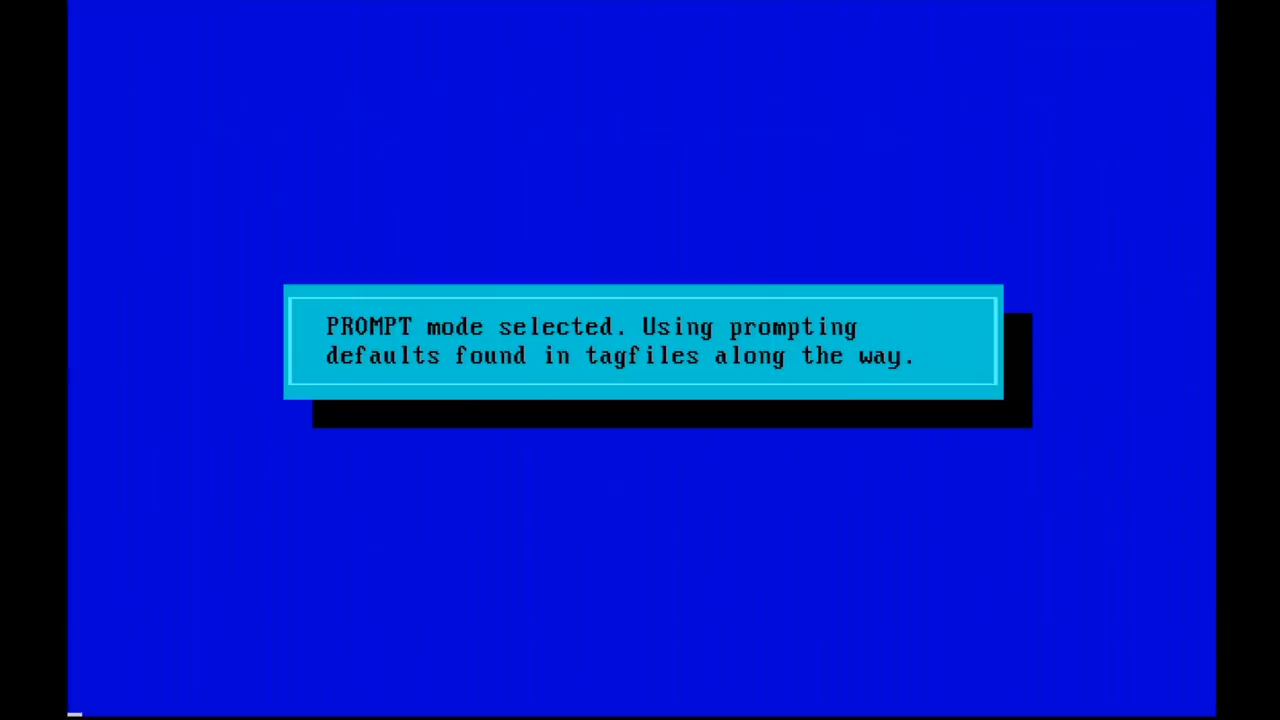 PROMPT mode selected. Using prompting
defaults found in tagfiles along the way.